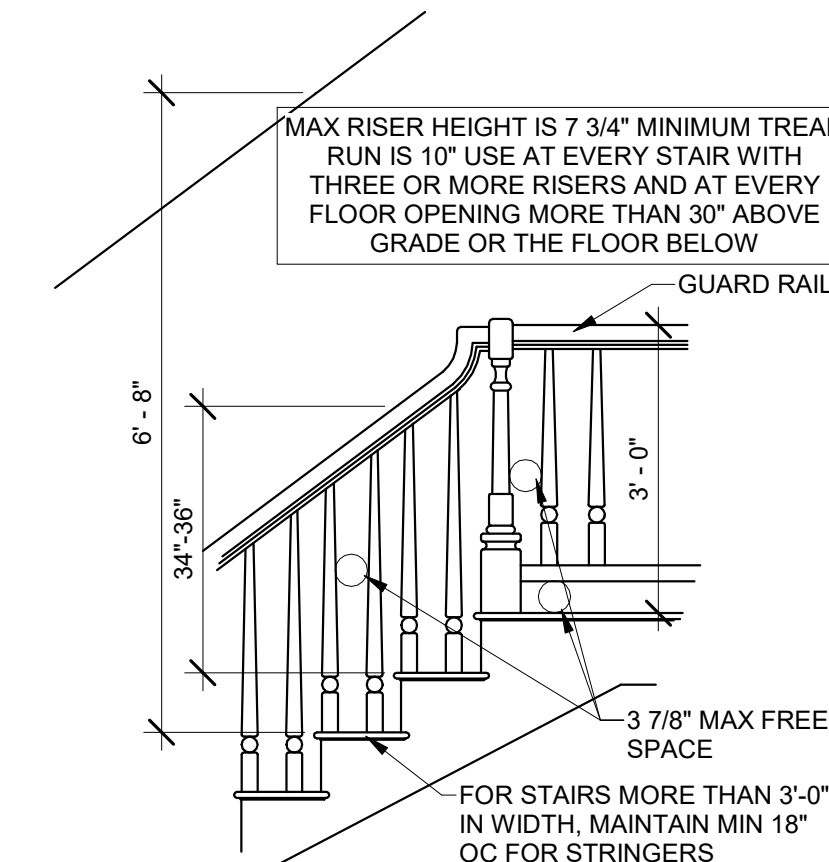 MAX RISER HEIGHT IS 7 3/4" MINIMUM TREAD
RUN IS 10" USE AT EVERY STAIR WITH
THREE OR MORE RISERS AND AT EVERY
FLOOR OPENING MORE THAN 30" ABOVE
GRADE OR THE FLOOR BELOW
GUARD RAIL
6' - 8"
34"-36"
3' - 0"
3 7/8" MAX FREE
SPACE
FOR STAIRS MORE THAN 3'-0"
IN WIDTH, MAINTAIN MIN 18"
OC FOR STRINGERS